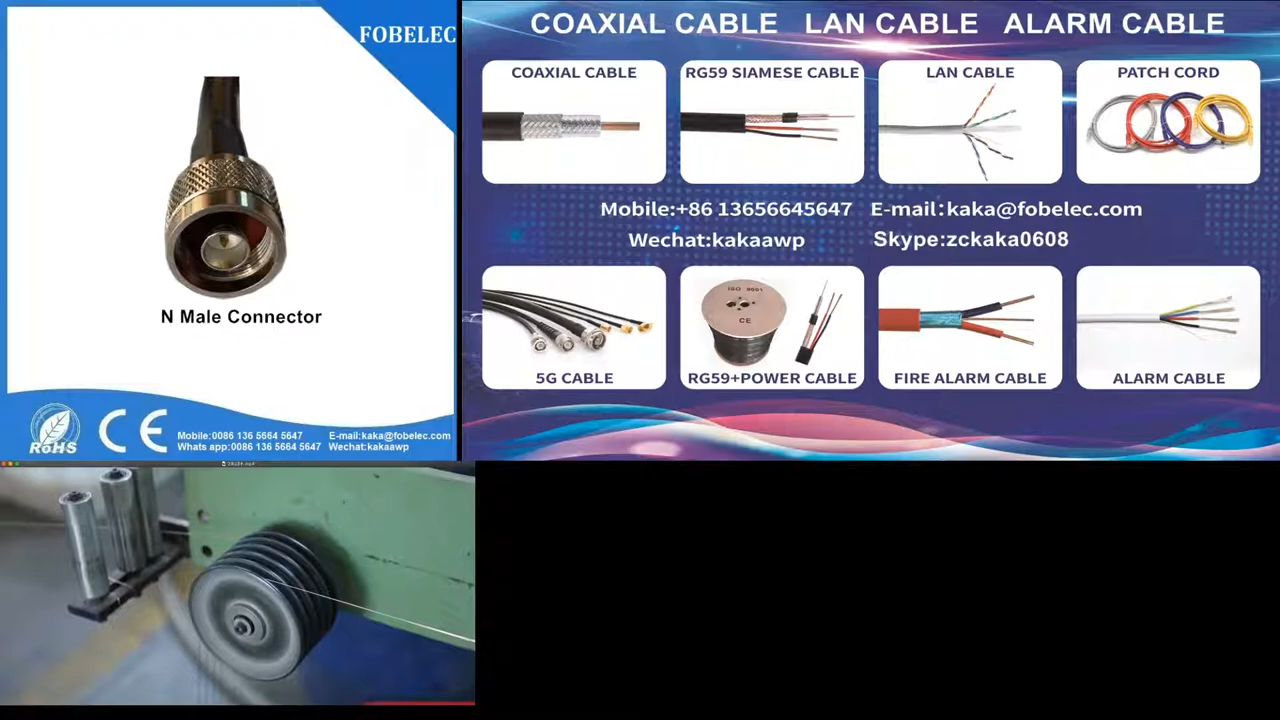 FOBELEC
N Male Connector
RoHS
CE
Mobile:0086 136 5664 5647
E-mail:kaka@fobelec.com
Whats app:0086 136 5664 5647
Wechat:kakaawp
COAXIAL CABLE LAN CABLE ALARM CABLE
COAXIAL CABLE
RG59 SIAMESE CABLE
LAN CABLE
PATCH CORD
Mobile:+86 13656645647 E-mail:kaka@fobelec.com
Wechat:kakaawp Skype:zckaka0608
ISO 9001
CE
5G CABLE
RG59+POWER CABLE
FIRE ALARM CABLE
ALARM CABLE